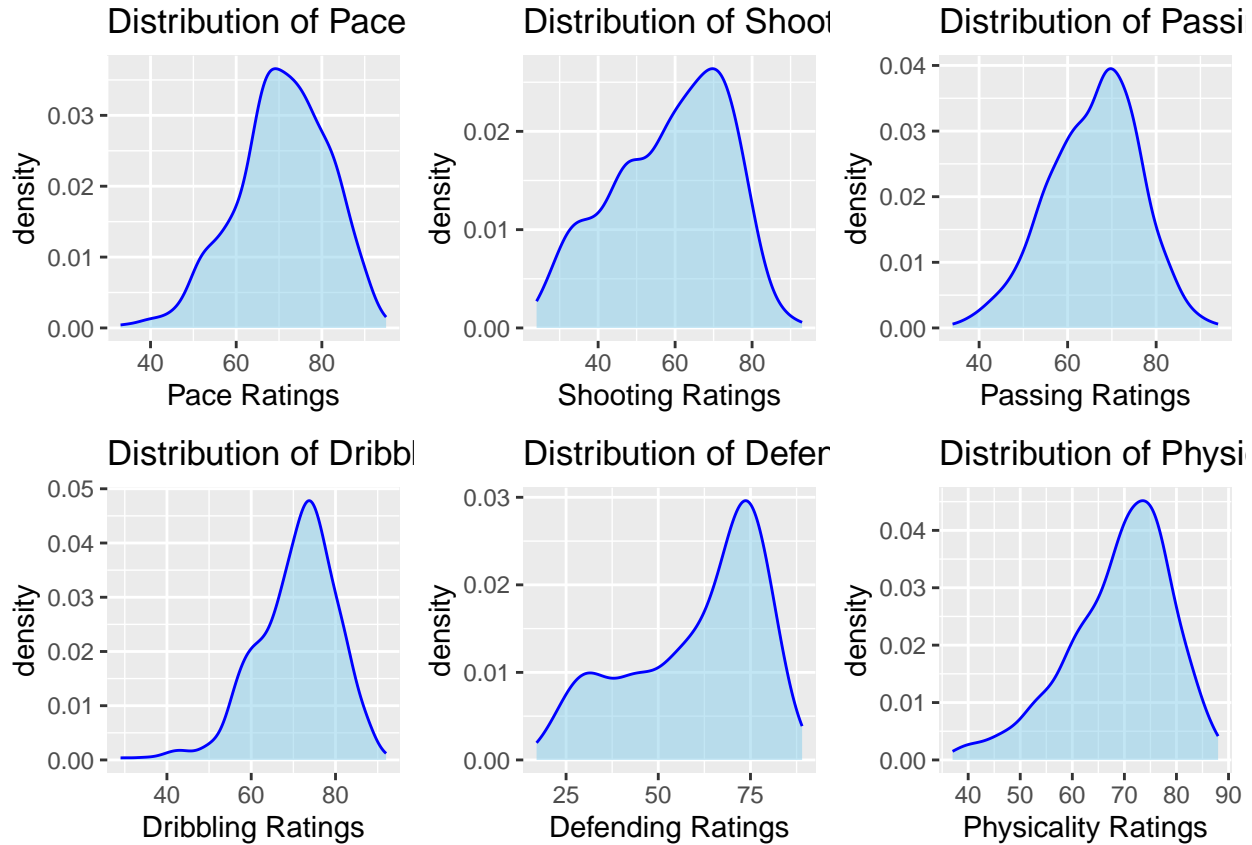 Distribution of Pace
density
0.03
0.02
0.01
0.00
40 60 80
Pace Ratings
Distribution of Shoot
density
0.02
0.01
0.00
40 60 80
Shooting Ratings
Distribution of Passi
density
0.04
0.03
0.02
0.01
0.00
40 60 80
Passing Ratings
Distribution of Dribbl
density
0.05
0.04
0.03
0.02
0.01
0.00
40 60 80
Dribbling Ratings
Distribution of Defen
density
0.03
0.02
0.01
0.00
25 50 75
Defending Ratings
Distribution of Physi
density
0.04
0.03
0.02
0.01
0.00
40 50 60 70 80 90
Physicality Ratings